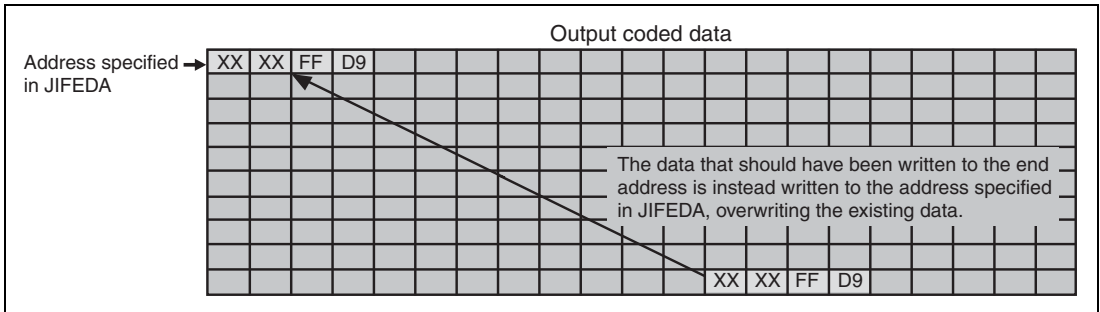 Output coded data
Address specified
in JIFEDA
XX XX FF D9
The data that should have been written to the end
address is instead written to the address specified
in JIFEDA, overwriting the existing data.
XX XX FF D9